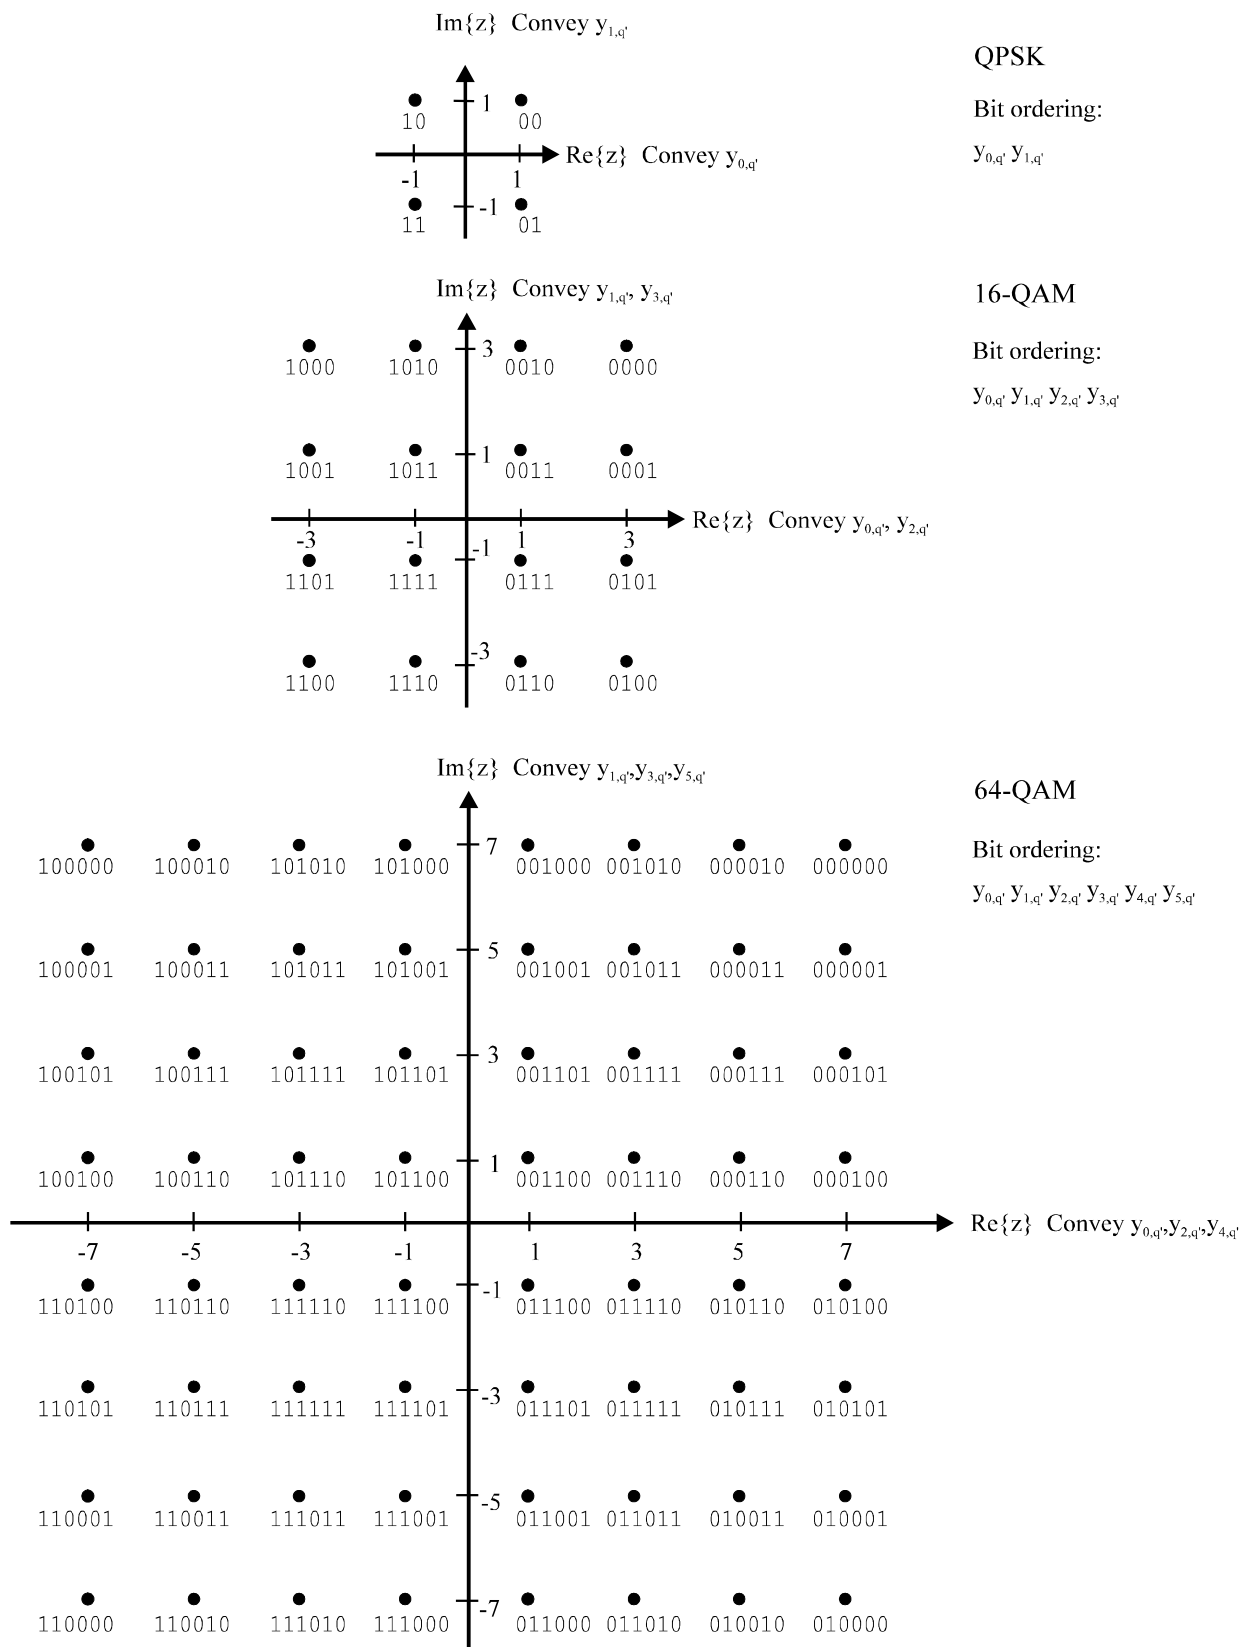 Im{z} Convey y1,q'
QPSK
Bit ordering:
y0,q' y1,q'
1
10 00
Re{z} Convey y0,q'
-1 1
-1
11 01
Im{z} Convey y1,q', y3,q'
16-QAM
Bit ordering:
y0,q' y1,q' y2,q' y3,q'
3
1000 1010 0010 0000
1
1001 1011 0011 0001
Re{z} Convey y0,q', y2,q'
-3 -1 1 3
-1
1101 1111 0111 0101
-3
1100 1110 0110 0100
Im{z} Convey y1,q',y3,q',y5,q'
64-QAM
Bit ordering:
y0,q' y1,q' y2,q' y3,q' y4,q' y5,q'
7
100000 100010 101010 101000 001000 001010 000010 000000
5
100001 100011 101011 101001 001001 001011 000011 000001
3
100101 100111 101111 101101 001101 001111 000111 000101
1
100100 100110 101110 101100 001100 001110 000110 000100
Re{z} Convey y0,q',y2,q',y4,q'
-7 -5 -3 -1 1 3 5 7
-1
110100 110110 111110 111100 011100 011110 010110 010100
-3
110101 110111 111111 111101 011101 011111 010111 010101
-5
110001 110011 111011 111001 011001 011011 010011 010001
-7
110000 110010 111010 111000 011000 011010 010010 010000